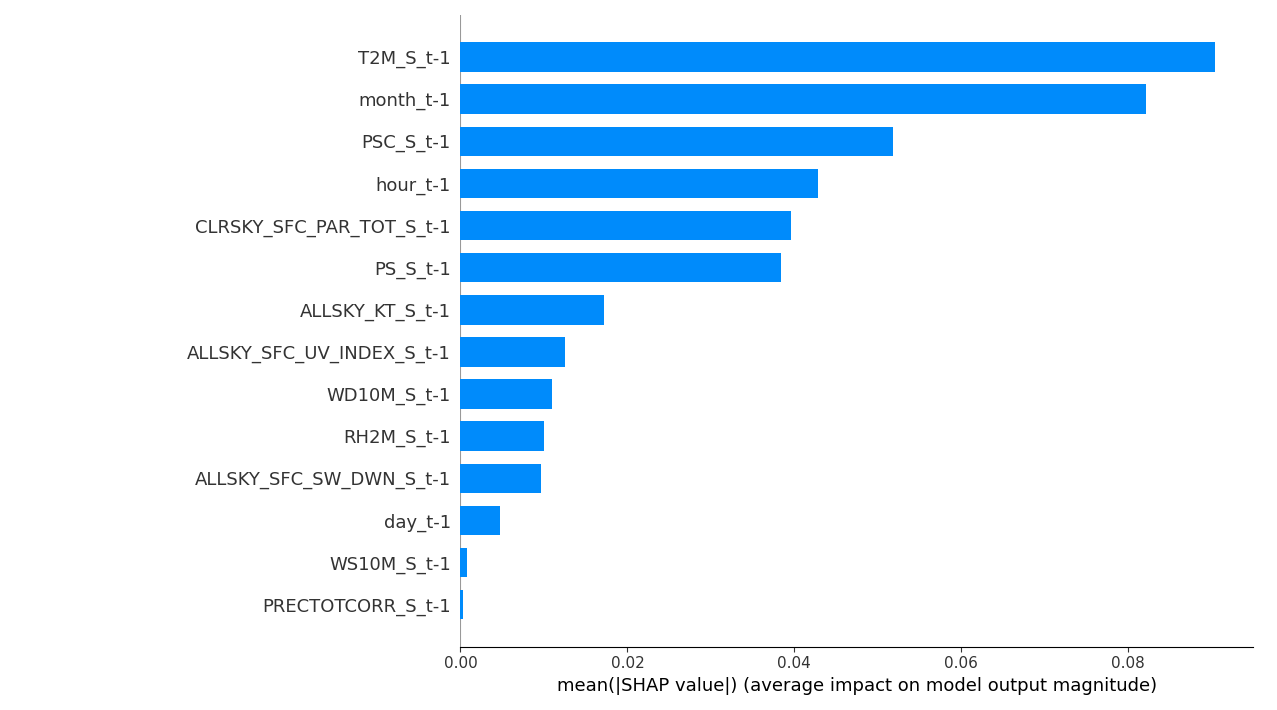 T2M_S_t-1
month_t-1
PSC_S_t-1
hour_t-1
CLRSKY_SFC_PAR_TOT_S_t-1
PS_S_t-1
ALLSKY_KT_S_t-1
ALLSKY_SFC_UV_INDEX_S_t-1
WD10M_S_t-1
RH2M_S_t-1
ALLSKY_SFC_SW_DWN_S_t-1
day_t-1
WS10M_S_t-1
PRECTOTCORR_S_t-1
0.00 0.02 0.04 0.06 0.08
mean(|SHAP value|) (average impact on model output magnitude)